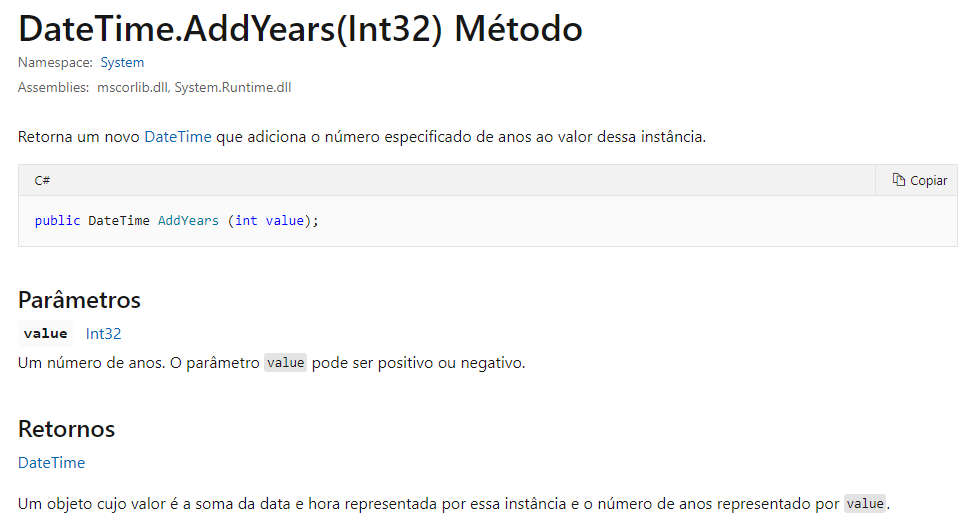 DateTime.AddYears(Int32) Método
Namespace: System
Assemblies: mscorlib.dll, System.Runtime.dll
Retorna um novo DateTime que adiciona o número especificado de anos ao valor dessa instância.
C# Copiar
public DateTime AddYears (int value);
Parâmetros
value Int32
Um número de anos. O parâmetro value pode ser positivo ou negativo.
Retornos
DateTime
Um objeto cujo valor é a soma da data e hora representada por essa instância e o número de anos representado por value.